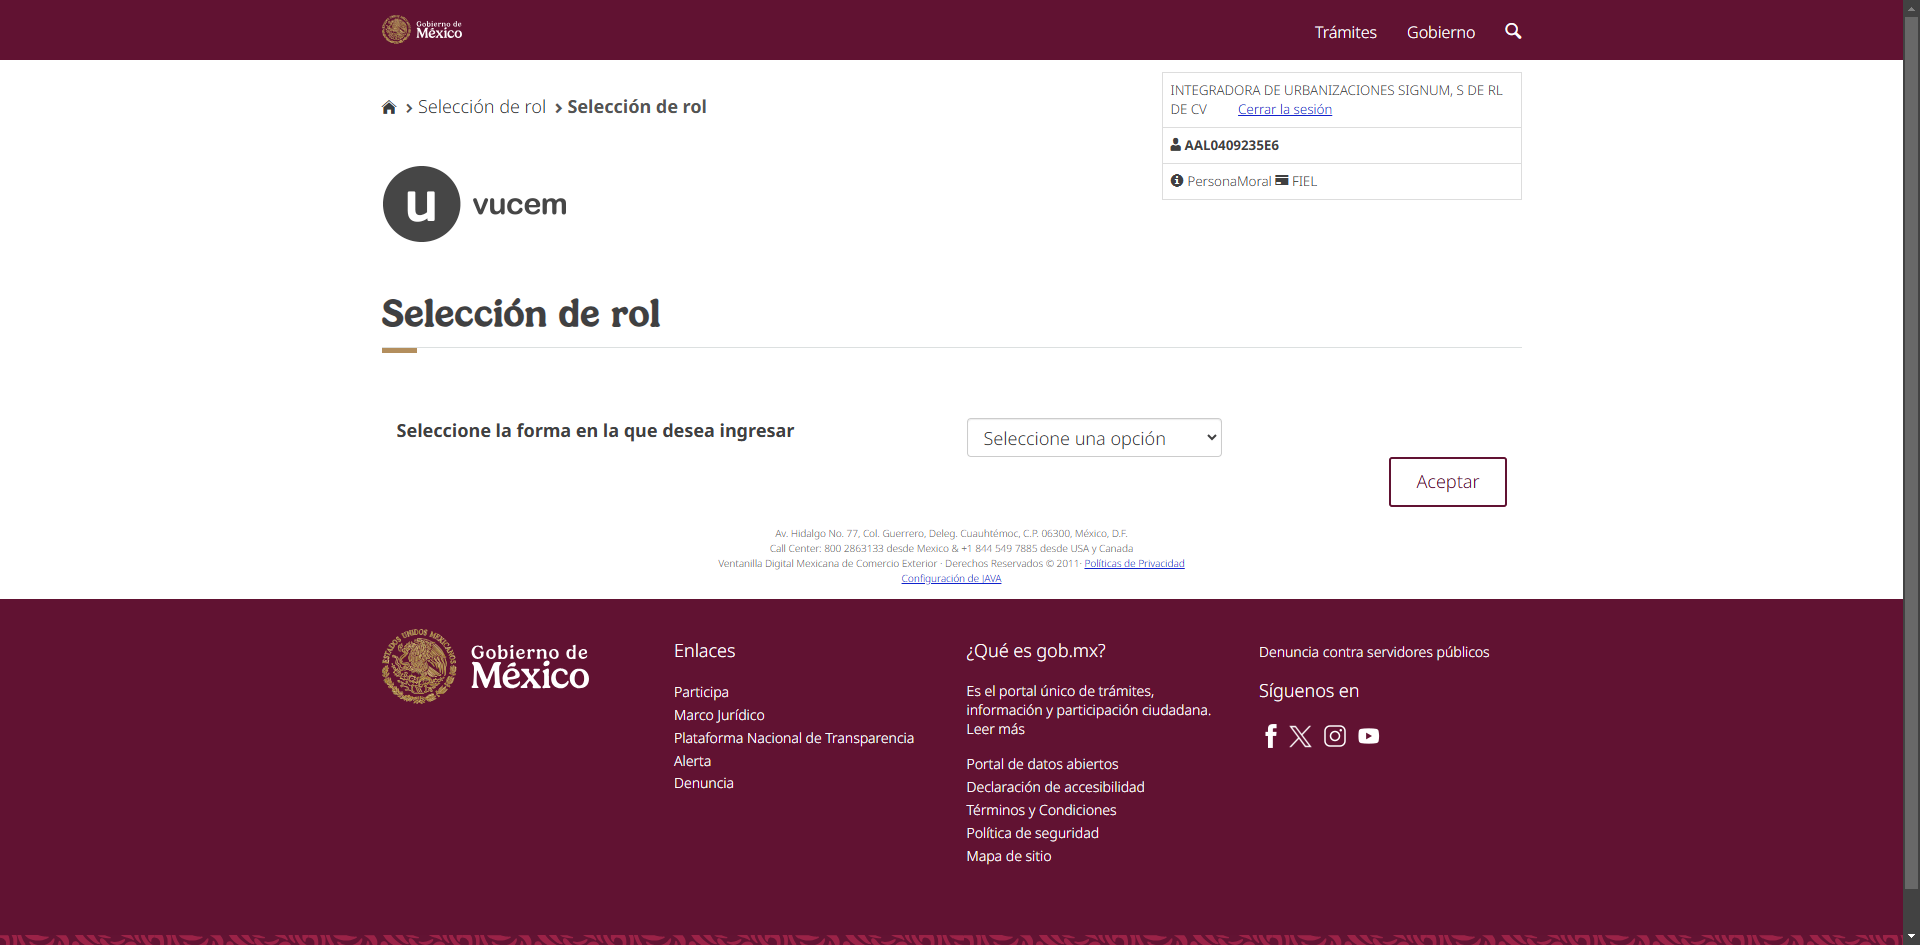 Gobierno de
México
Trámites
Gobierno
Selección de rol
Selección de rol
INTEGRADORA DE URBANIZACIONES SIGNUM, S DE RL
DE CV Cerrar la sesión
AAL0409235E6
PersonaMoral FIEL
u vucem
Selección de rol
Seleccione la forma en la que desea ingresar
Seleccione una opción
Aceptar
Av. Hidalgo No. 77, Col. Guerrero, Deleg. Cuauhtémoc, C.P. 06300, México, D.F.
Call Center: 800 2863133 desde Mexico & +1 844 549 7885 desde USA y Canada
Ventanilla Digital Mexicana de Comercio Exterior · Derechos Reservados © 2011· Políticas de Privacidad
Configuración de JAVA
ESTADOS UNIDOS MEXICANOS
Gobierno de
México
Enlaces
Participa
Marco Jurídico
Plataforma Nacional de Transparencia
Alerta
Denuncia
¿Qué es gob.mx?
Es el portal único de trámites,
información y participación ciudadana.
Leer más
Portal de datos abiertos
Declaración de accesibilidad
Términos y Condiciones
Política de seguridad
Mapa de sitio
Denuncia contra servidores públicos
Síguenos en